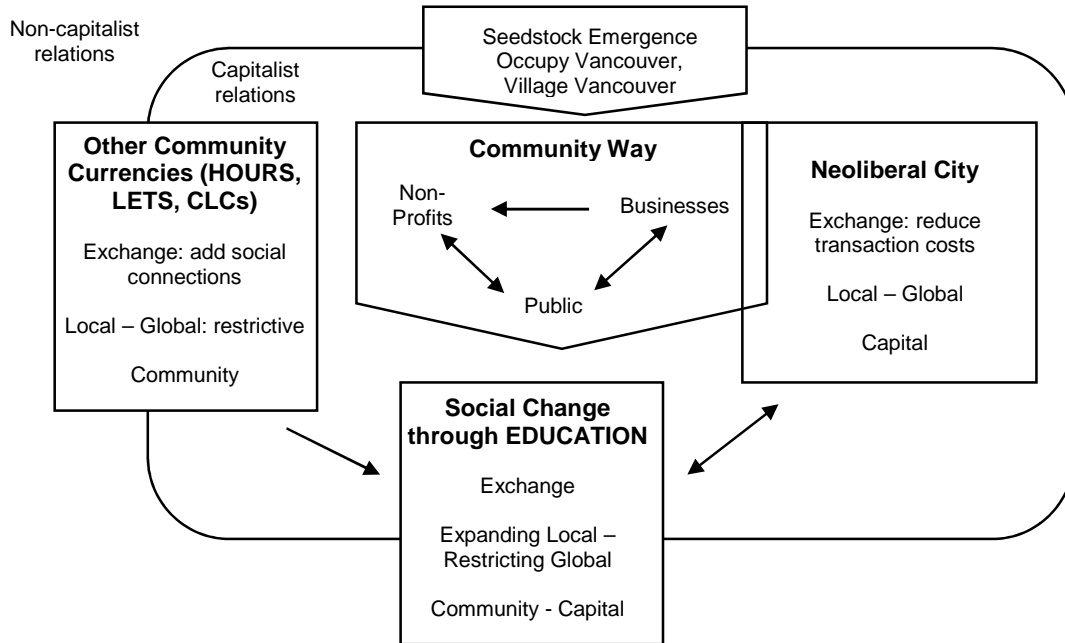 Non-capitalist
relations
Capitalist
relations
Seedstock Emergence
Occupy Vancouver,
Village Vancouver
Other Community
Currencies (HOURS,
LETS, CLCs)
Exchange: add social
connections
Local – Global: restrictive
Community
Community Way
Non-
Profits
Businesses
Public
Neoliberal City
Exchange: reduce
transaction costs
Local – Global
Capital
Social Change
through EDUCATION
Exchange
Expanding Local –
Restricting Global
Community - Capital